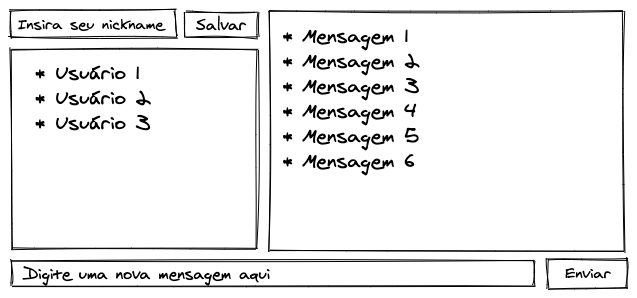 Insira seu nickname
Salvar
* Usuário 1
* Usuário 2
* Usuário 3
* Mensagem 1
* Mensagem 2
* Mensagem 3
* Mensagem 4
* Mensagem 5
* Mensagem 6
Digite uma nova mensagem aqui
Enviar